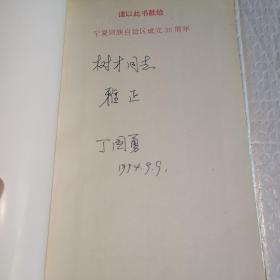 谨以此书献给
宁夏回族自治区成立35周年
树才同志
雅正
丁国勇
1994.9.9.